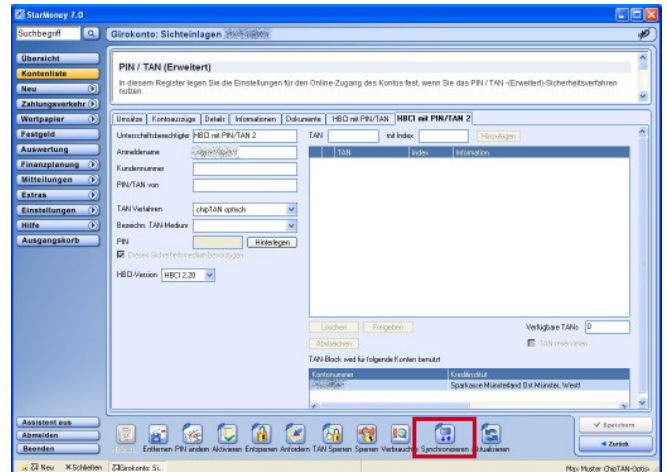 StarMoney 7.0
Suchbegriff
Girokonto: Sichteinlagen
Übersicht
Kontenliste
Neu
Zahlungsverkehr
Wertpapier
Festgeld
Auswertung
Finanzplanung
Mitteilungen
Extras
Einstellungen
Hilfe
Ausgangskorb
PIN / TAN (Erweitert)
In diesem Register legen Sie die Einstellungen für den Online-Zugang des Kontos fest, wenn Sie das PIN / TAN -(Erweitert)-Sicherheitsverfahren
nutzen.
Umsätze Kontoauszüge Details Informationen Dokumente HBCI mit PIN/TAN HBCI mit PIN/TAN 2
Unterschriftsberechtigter HBCI mit PIN/TAN 2
TAN mit Index Hinzufügen
Anmeldename
TAN Index Information
Kundennummer
PIN/TAN von
TAN Verfahren chipTAN optisch
Bezeichn. TAN-Medium
PIN Hinterlegen
Dieses Sicherheitsmedium bevorzugen
HBCI-Version HBCI 2.20
Löschen Freigeben
Verfügbare TANs 0
Abstreichen
TAN reservieren
TAN-Block wird für folgende Konten benutzt
Kontonummer Kreditinstitut
Sparkasse Münsterland Ost Münster, Westf
Entfernen PIN ändern Aktivieren Entsperren Anfordern TAN Sperren Sperren Verbrauchte Synchronisieren Aktualisieren
Assistent aus
Abmelden
Beenden
Speichern
Zurück
Neu Schließen Girokonto: Si...
Max Muster ChipTAN-Optis